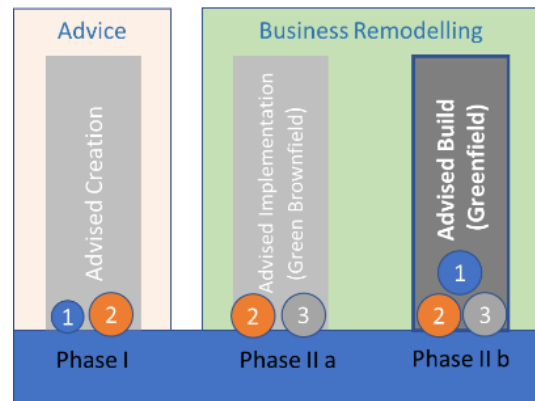 Advice
Business Remodelling
Advised Creation
Advised Implementation
(Green Brownfield)
Advised Build
(Greenfield)
1
2
2
3
1
2
3
Phase I
Phase II a
Phase II b